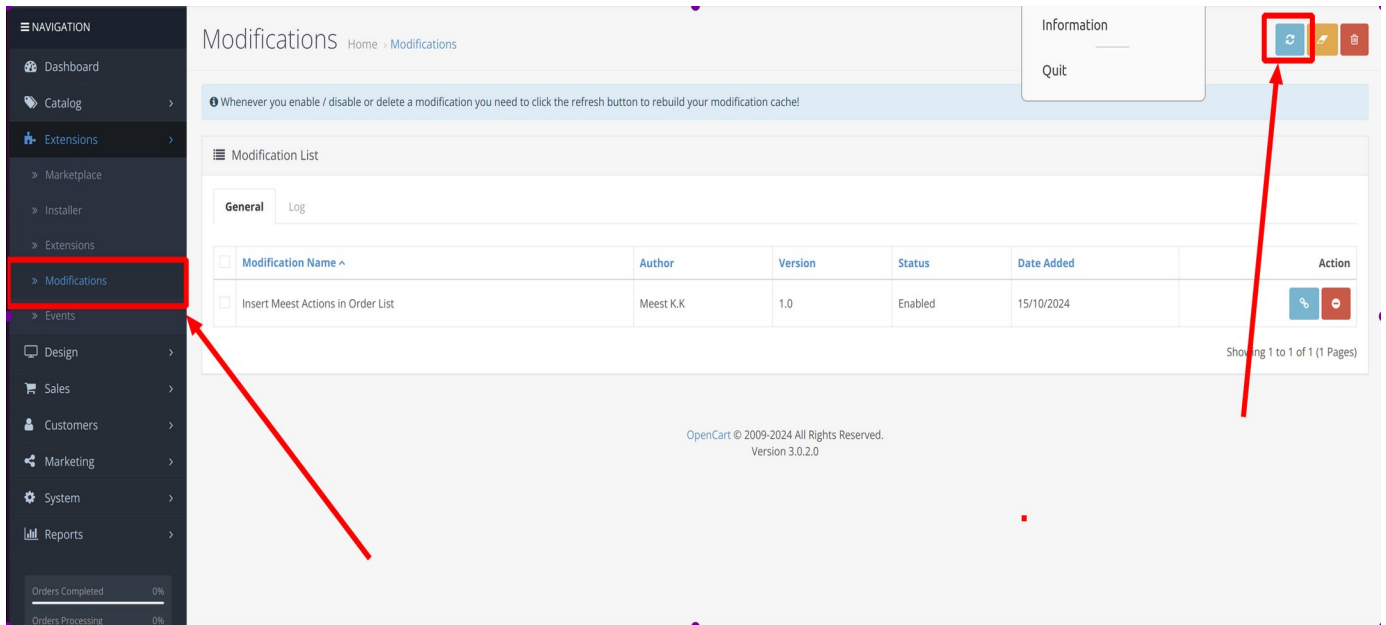 NAVIGATION
Dashboard
Catalog
Extensions
» Marketplace
» Installer
» Extensions
» Modifications
» Events
Design
Sales
Customers
Marketing
System
Reports
Orders Completed 0%
Orders Processing 0%
Modifications Home › Modifications
Information
Quit
Whenever you enable / disable or delete a modification you need to click the refresh button to rebuild your modification cache!
Modification List
General Log
Modification Name Author Version Status Date Added Action
Insert Meest Actions in Order List Meest K.K 1.0 Enabled 15/10/2024
Showing 1 to 1 of 1 (1 Pages)
OpenCart © 2009-2024 All Rights Reserved.
Version 3.0.2.0